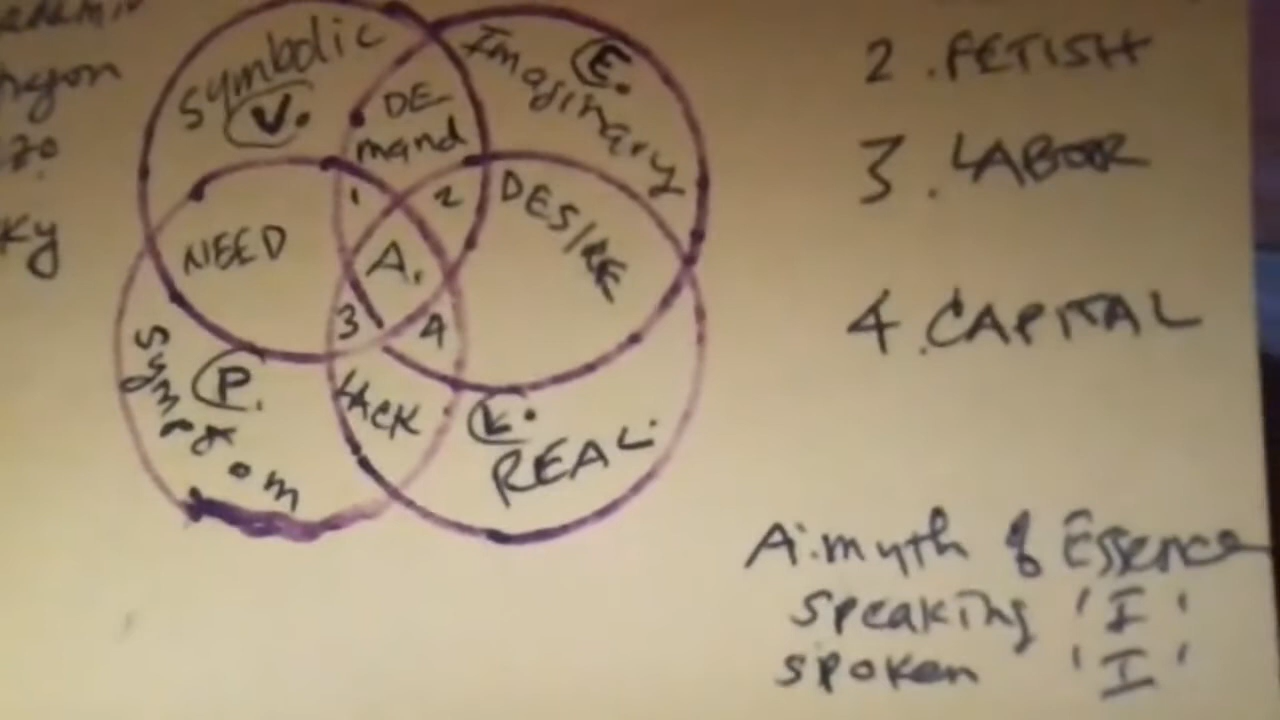 Symbolic
V.
Imaginary
E.
DE
mand
1
2
DESIRE
NEED
A.
3
4
Symptom
P.
LACK
L.
REAL.
Ky
2. FETISH
3. LABOR
4. CAPITAL
A: myth of Essence
speaking 'I'
spoken 'I'